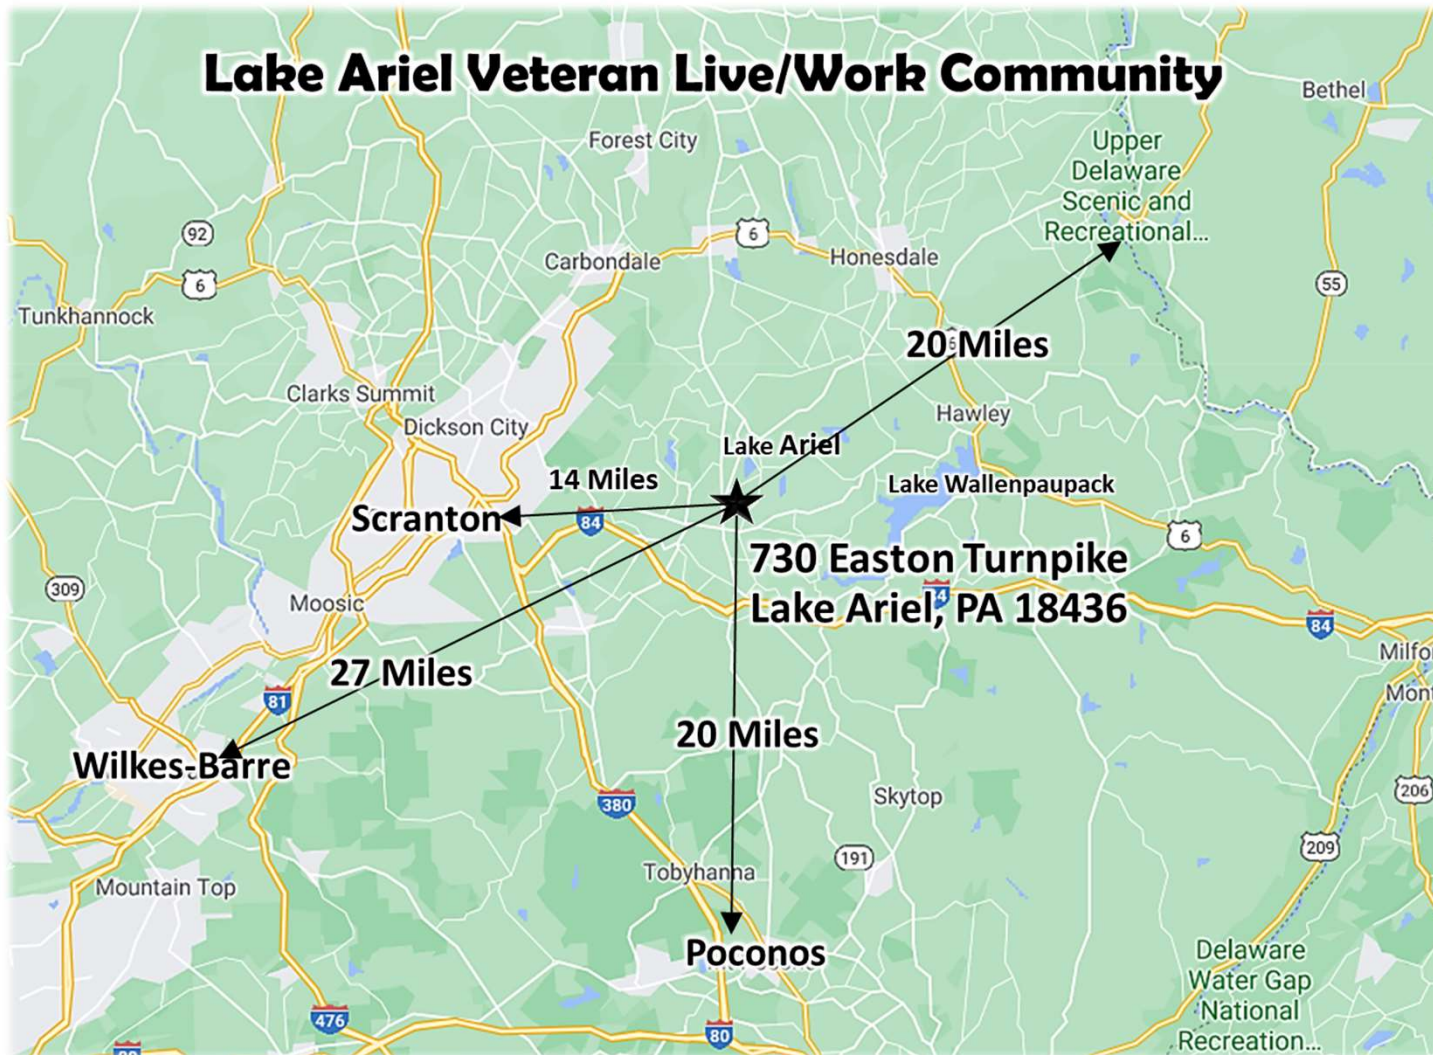 Lake Ariel Veteran Live/Work Community
Bethel
Forest City
Upper
Delaware
Scenic and
Recreational...
92
6
Carbondale
Honesdale
6
55
Tunkhannock
20 Miles
Clarks Summit
Dickson City
Hawley
Lake Ariel
14 Miles
Lake Wallenpaupack
Scranton
84
6
730 Easton Turnpike
Lake Ariel, PA 18436
309
Moosic
84
84
Milfo
Mont
27 Miles
81
20 Miles
Wilkes-Barre
380
Skytop
206
209
191
Tobyhanna
Mountain Top
Poconos
Delaware
Water Gap
National
Recreation...
476
80